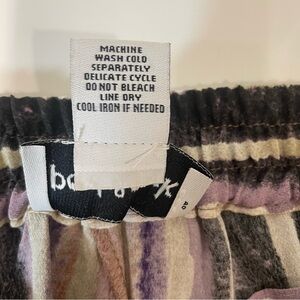 MACHINE
WASH COLD
SEPARATELY
DELICATE CYCLE
DO NOT BLEACH
LINE DRY
COOL IRON IF NEEDED